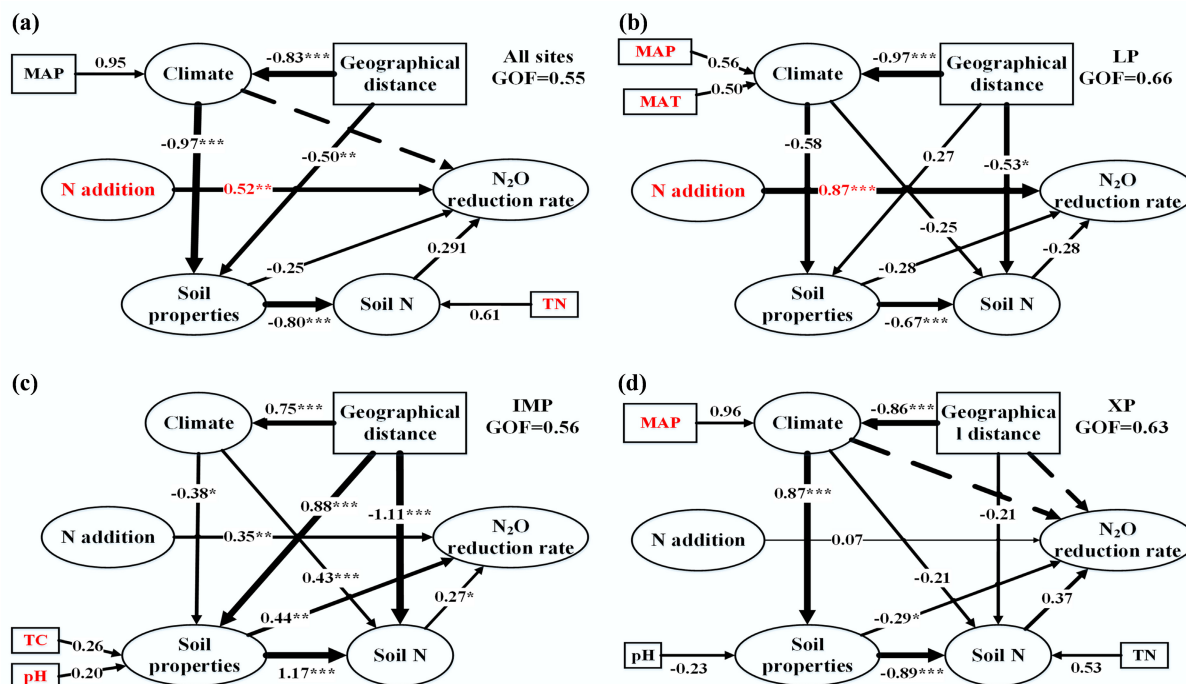 (a)
MAP
0.95
Climate
-0.83***
Geographical
distance
All sites
GOF=0.55
-0.97***
-0.50**
N addition
0.52**
N₂O
reduction rate
-0.25
0.291
Soil
properties
-0.80***
Soil N
0.61
TN
(b)
MAP
0.56
MAT
0.50
Climate
-0.97***
Geographical
distance
LP
GOF=0.66
-0.58
0.27
-0.53*
N addition
0.87***
N₂O
reduction rate
-0.25
-0.28
-0.28
Soil
properties
-0.67***
Soil N
(c)
Climate
0.75***
Geographical
distance
IMP
GOF=0.56
-0.38*
0.88***
-1.11***
N addition
0.35**
N₂O
reduction rate
0.43***
0.27*
0.44**
TC
0.26
pH
0.20
Soil
properties
1.17***
Soil N
(d)
MAP
0.96
Climate
-0.86***
Geographica
l distance
XP
GOF=0.63
0.87***
-0.21
N addition
0.07
N₂O
reduction rate
-0.21
-0.29*
0.37
pH
-0.23
Soil
properties
-0.89***
Soil N
0.53
TN